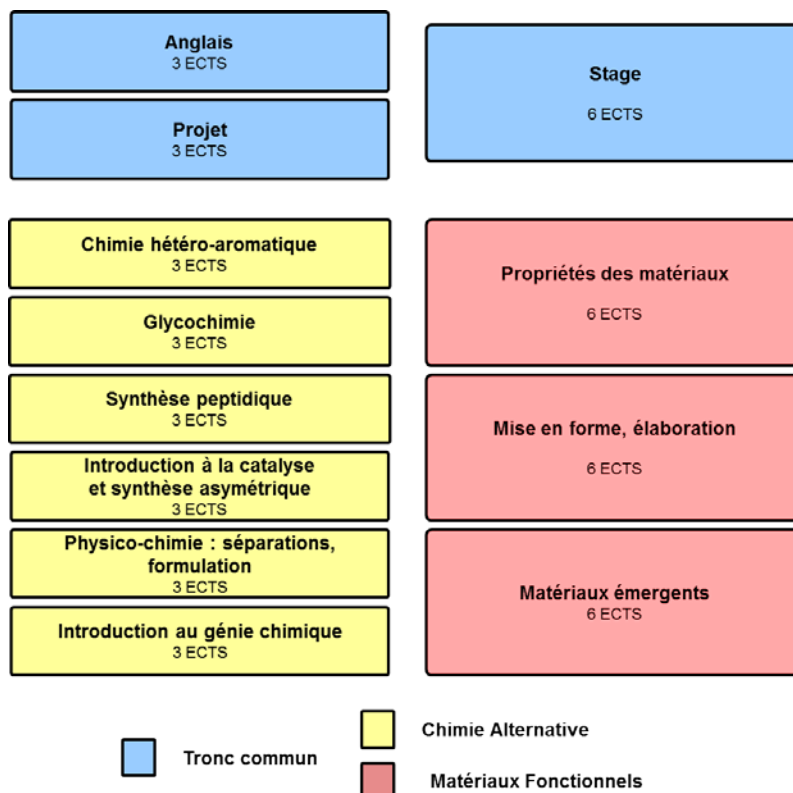 Anglais
3 ECTS
Projet
3 ECTS
Stage
6 ECTS
Chimie hétéro-aromatique
3 ECTS
Glycochimie
3 ECTS
Synthèse peptidique
3 ECTS
Introduction à la catalyse
et synthèse asymétrique
3 ECTS
Physico-chimie : séparations,
formulation
3 ECTS
Introduction au génie chimique
3 ECTS
Propriétés des matériaux
6 ECTS
Mise en forme, élaboration
6 ECTS
Matériaux émergents
6 ECTS
Tronc commun
Chimie Alternative
Matériaux Fonctionnels